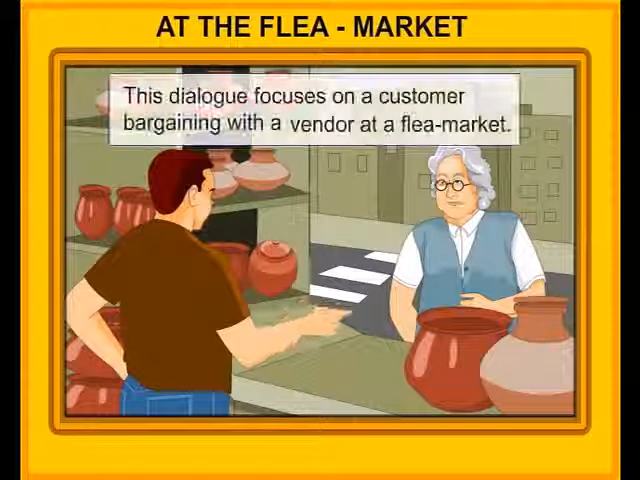 AT THE FLEA - MARKET
This dialogue focuses on a customer
bargaining with a vendor at a flea-market.